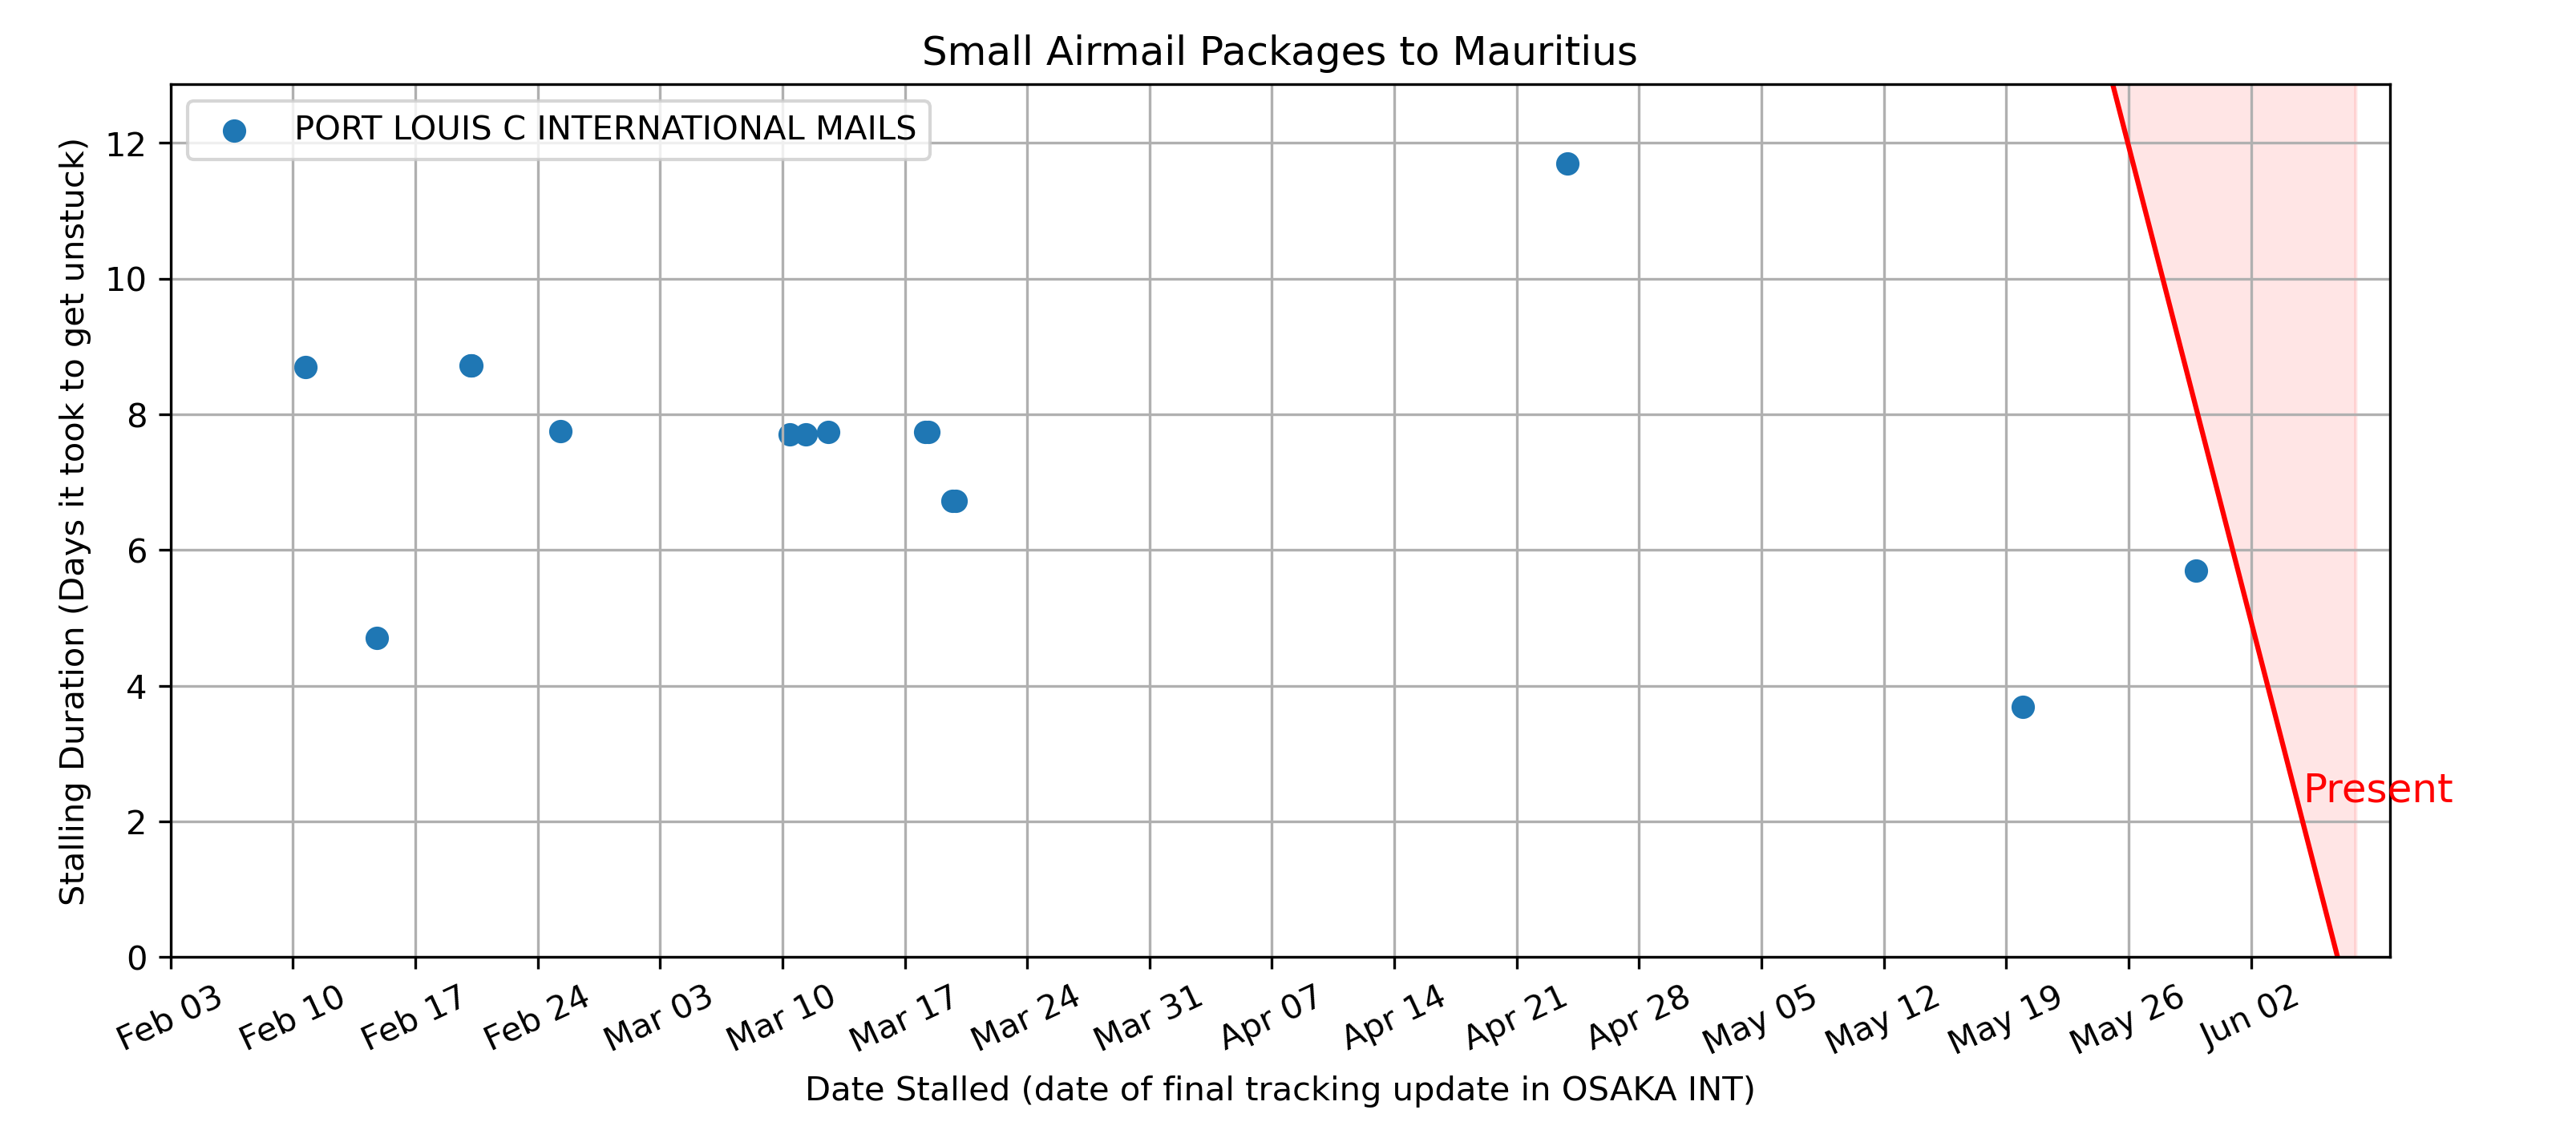 Small Airmail Packages to Mauritius
PORT LOUIS C INTERNATIONAL MAILS
Stalling Duration (Days it took to get unstuck)
12
10
8
6
4
2
0
Present
Feb 03
Feb 10
Feb 17
Feb 24
Mar 03
Mar 10
Mar 17
Mar 24
Mar 31
Apr 07
Apr 14
Apr 21
Apr 28
May 05
May 12
May 19
May 26
Jun 02
Date Stalled (date of final tracking update in OSAKA INT)